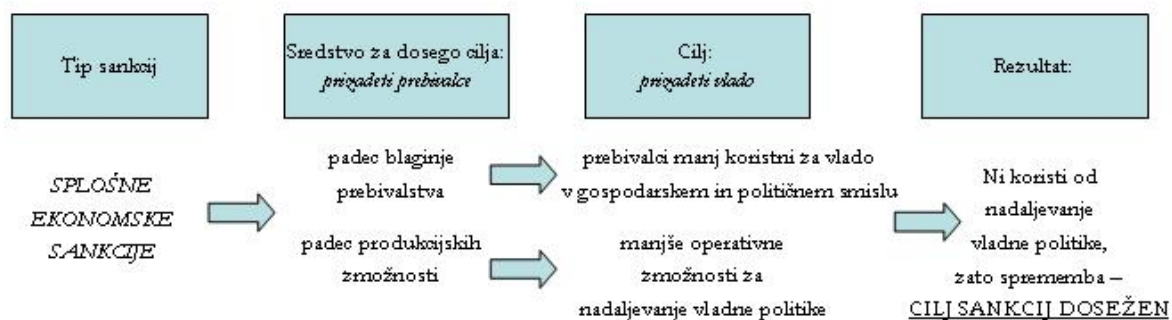 Tip sankcij
Sredstvo za dosego cilja:
prizadeti prebivalce
Cilj:
prizadeti vlado
Rezultat:
SPLOŠNE
EKONOMSKE
SANKCIJE
padec blaginje
prebivalstva
padec produkcijskih
zmožnosti
prebivalci manj koristni za vlado
v gospodarskem in političnem smislu
manjše operativne
zmožnosti za
nadaljevanje vladne politike
Ni koristi od
nadaljevanje
vladne politike,
zato sprememba –
CILJ SANKCIJ DOSEŽEN